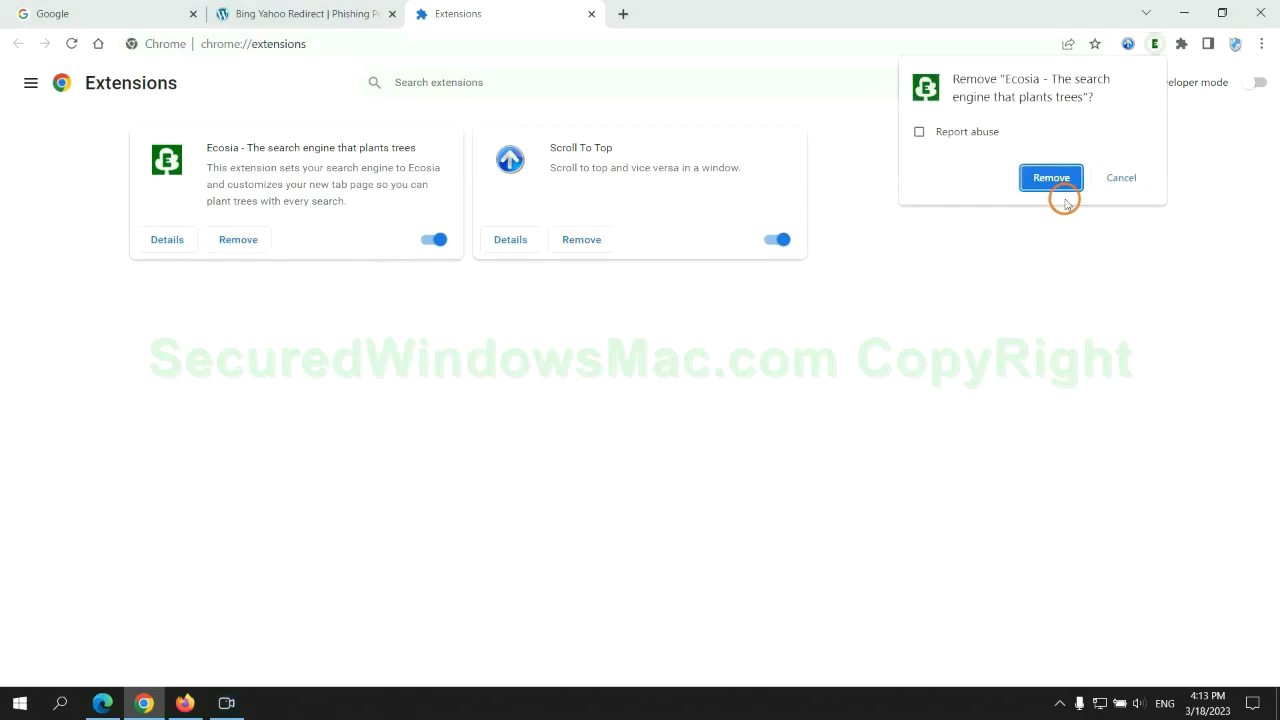 Google
Bing Yahoo Redirect | Phishing Pe
Extensions
Chrome
chrome://extensions
Extensions
Search extensions
veloper mode
Remove "Ecosia - The search
engine that plants trees"?
Report abuse
Remove
Cancel
Ecosia - The search engine that plants trees
This extension sets your search engine to Ecosia
and customizes your new tab page so you can
plant trees with every search.
Details
Remove
Scroll To Top
Scroll to top and vice versa in a window.
Details
Remove
SecuredWindowsMac.com CopyRight
ENG
4:13 PM
3/18/2023